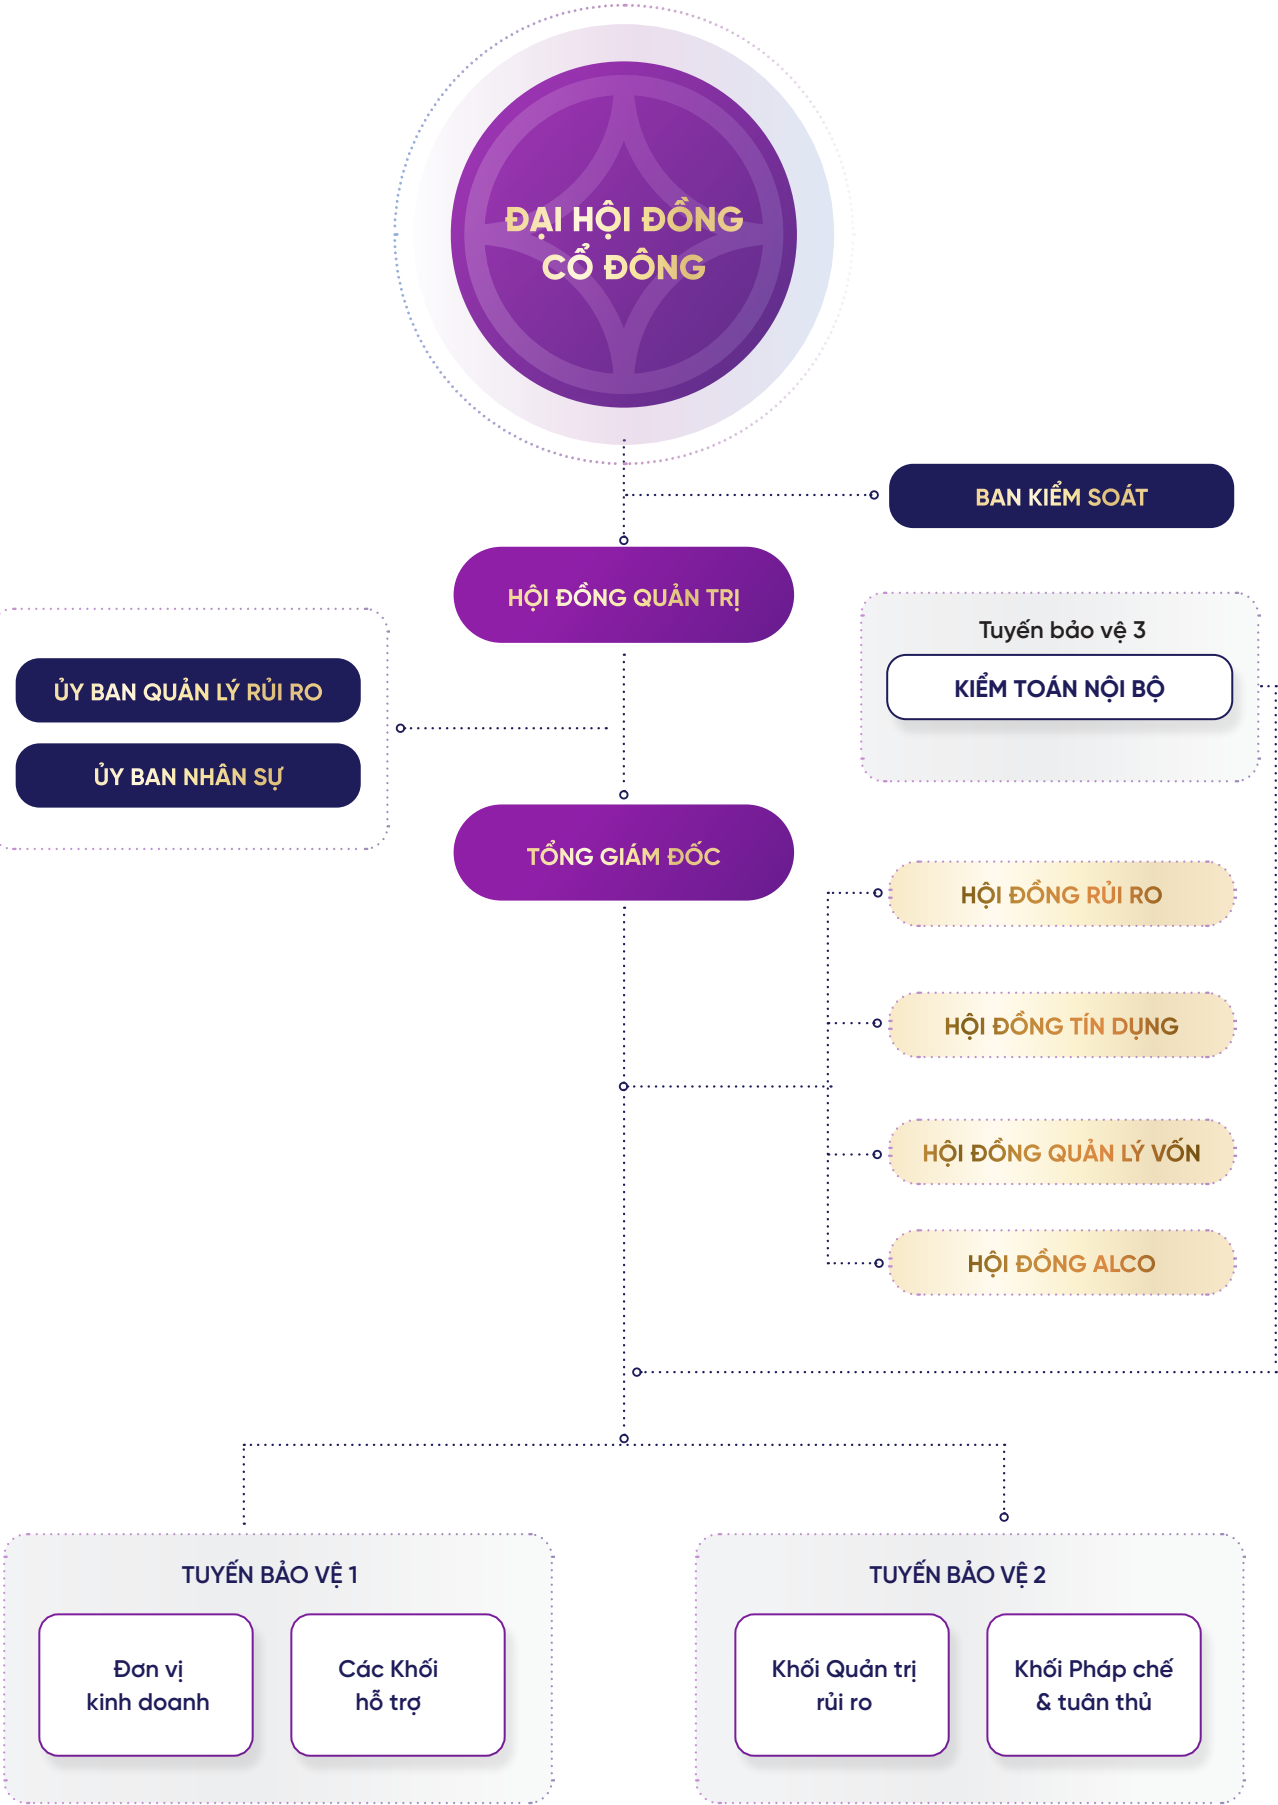 ĐẠI HỘI ĐỒNG
CỔ ĐÔNG
BAN KIỂM SOÁT
HỘI ĐỒNG QUẢN TRỊ
Tuyến bảo vệ 3
KIỂM TOÁN NỘI BỘ
ỦY BAN QUẢN LÝ RỦI RO
ỦY BAN NHÂN SỰ
TỔNG GIÁM ĐỐC
HỘI ĐỒNG RỦI RO
HỘI ĐỒNG TÍN DỤNG
HỘI ĐỒNG QUẢN LÝ VỐN
HỘI ĐỒNG ALCO
TUYẾN BẢO VỆ 1
Đơn vị
kinh doanh
Các Khối
hỗ trợ
TUYẾN BẢO VỆ 2
Khối Quản trị
rủi ro
Khối Pháp chế
& tuân thủ